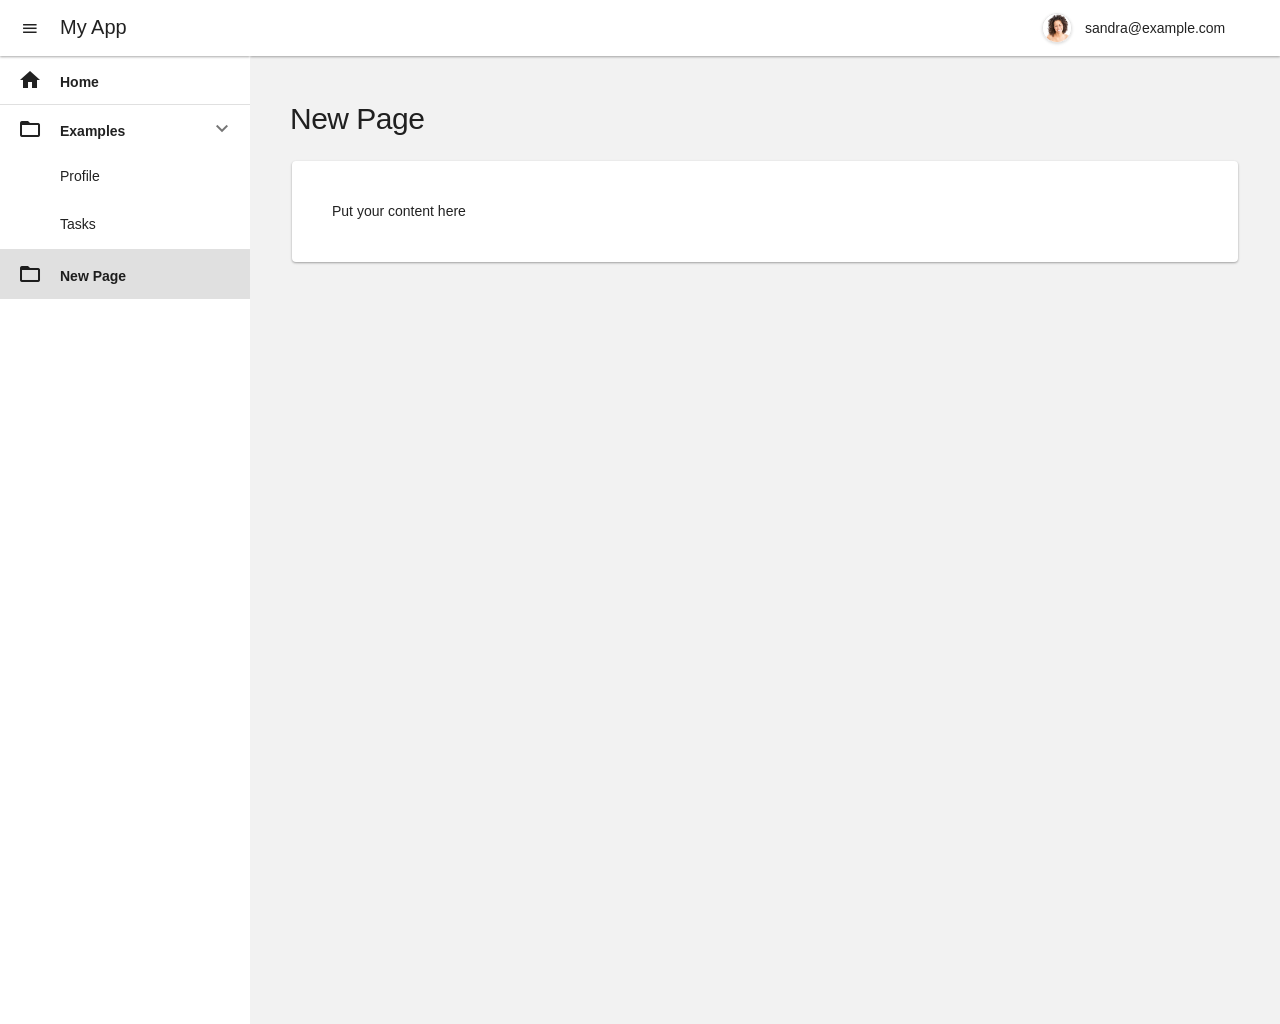 My App
sandra@example.com
Home
Examples
Profile
Tasks
New Page
New Page
Put your content here